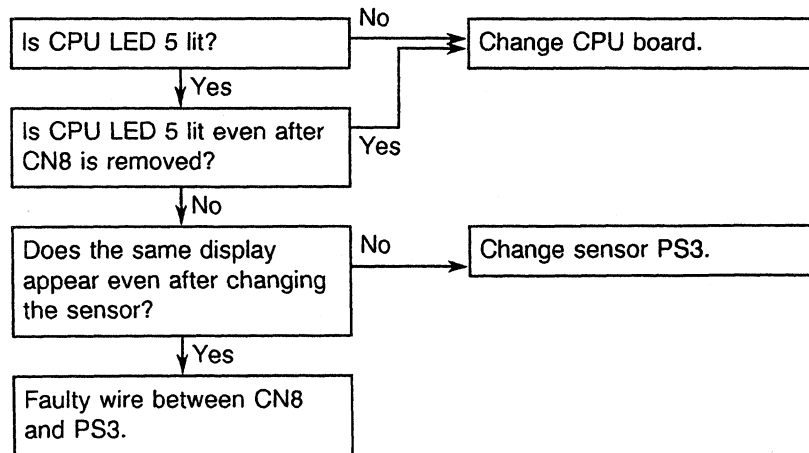 Is CPU LED 5 lit?
No
Change CPU board.
Yes
Is CPU LED 5 lit even after
CN8 is removed?
Yes
No
Does the same display
appear even after changing
the sensor?
No
Change sensor PS3.
Yes
Faulty wire between CN8
and PS3.